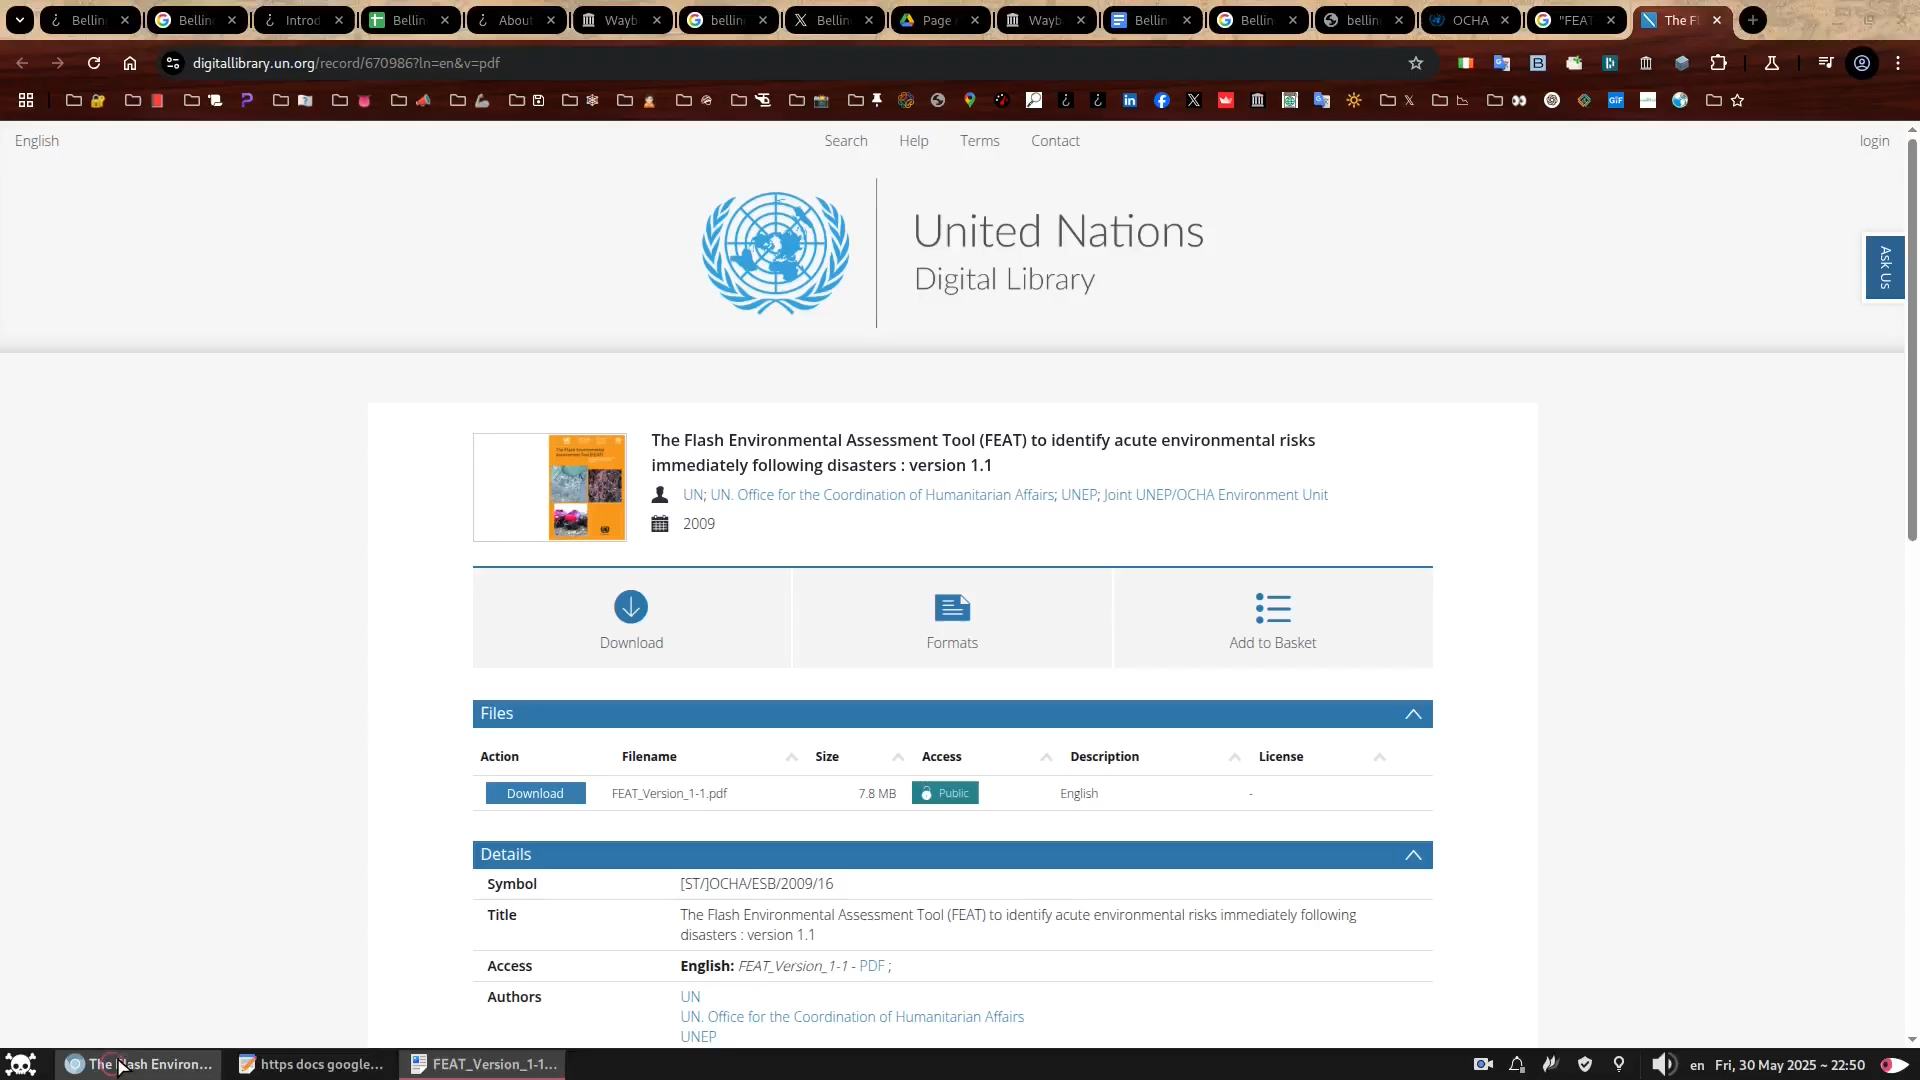 Bellin
Bellin
Introd
Bellin
About
Wayb
bellin
Bellin
Page
Wayb
Bellin
Bellin
bellin
OCHA
"FEAT
The Fl
digitallibrary.un.org/record/670986?ln=en&v=pdf
English
Search Help Terms Contact
login
United Nations
Digital Library
Ask Us
The Flash Environmental Assessment Tool (FEAT) to identify acute environmental risks
immediately following disasters : version 1.1
UN; UN. Office for the Coordination of Humanitarian Affairs; UNEP; Joint UNEP/OCHA Environment Unit
2009
Download
Formats
Add to Basket
Files
Action Filename Size Access Description License
Download FEAT_Version_1-1.pdf 7.8 MB Public English -
Details
Symbol [ST/]OCHA/ESB/2009/16
Title The Flash Environmental Assessment Tool (FEAT) to identify acute environmental risks immediately following
disasters : version 1.1
Access English: FEAT_Version_1-1 - PDF ;
Authors UN
UN. Office for the Coordination of Humanitarian Affairs
UNEP
The Flash Environ...
https docs google...
FEAT_Version_1-1...
en Fri, 30 May 2025 ~ 22:50